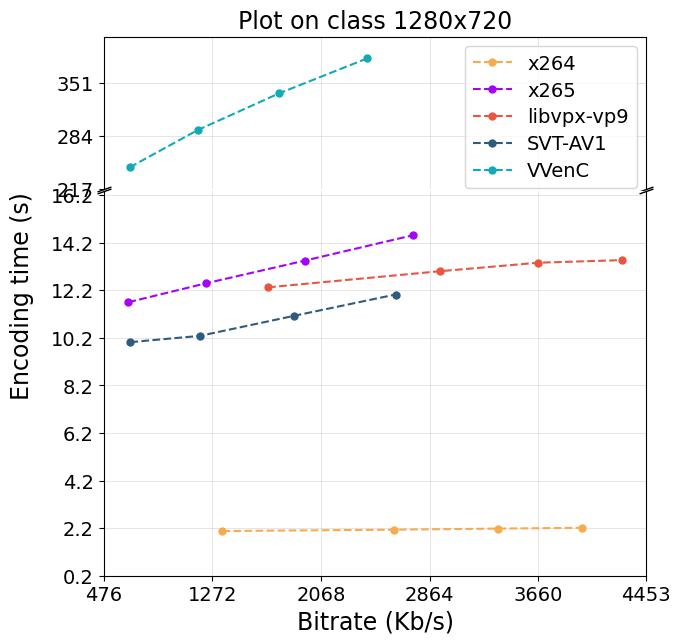 Plot on class 1280x720
x264
x265
libvpx-vp9
SVT-AV1
VVenC
351
284
217
16.2
14.2
12.2
10.2
8.2
6.2
4.2
2.2
0.2
Encoding time (s)
476 1272 2068 2864 3660 4453
Bitrate (Kb/s)